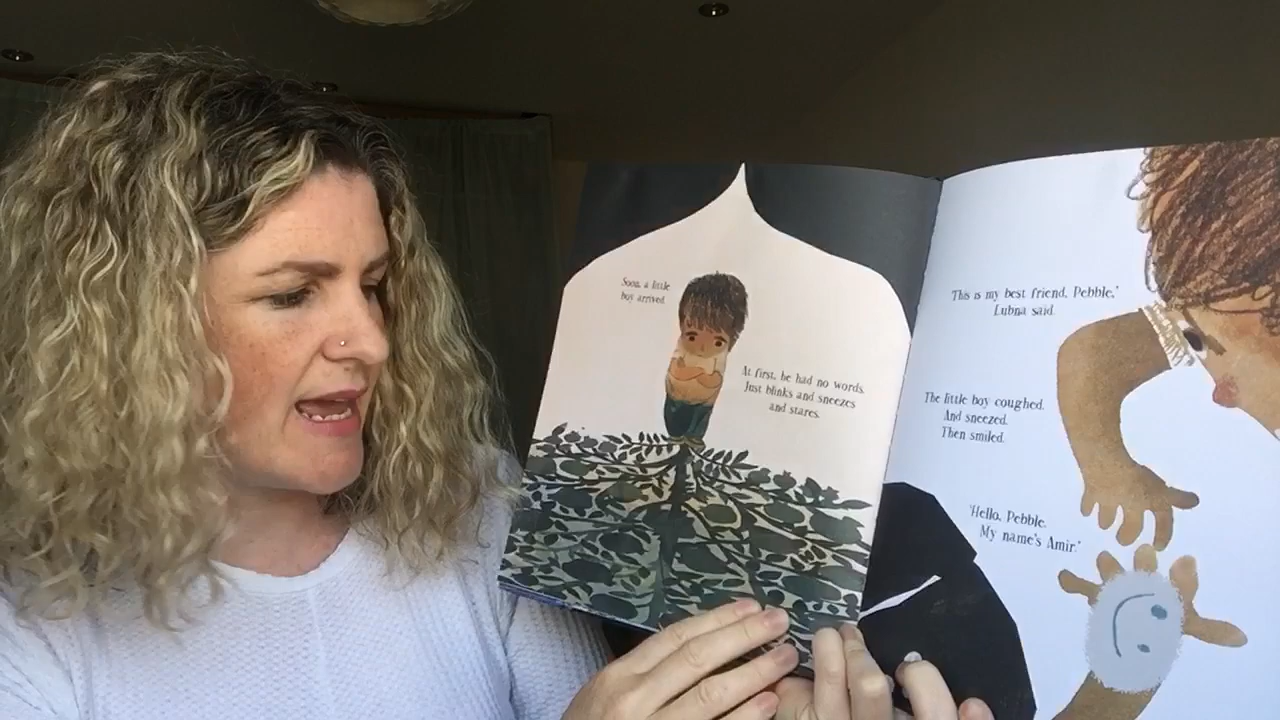 Soon, a little
boy arrived.
At first, he had no words.
Just blinks and sneezes
and stares.
'This is my best friend, Pebble,'
Lubna said.
The little boy coughed.
And sneezed.
Then smiled.
'Hello, Pebble.
My name's Amir.'